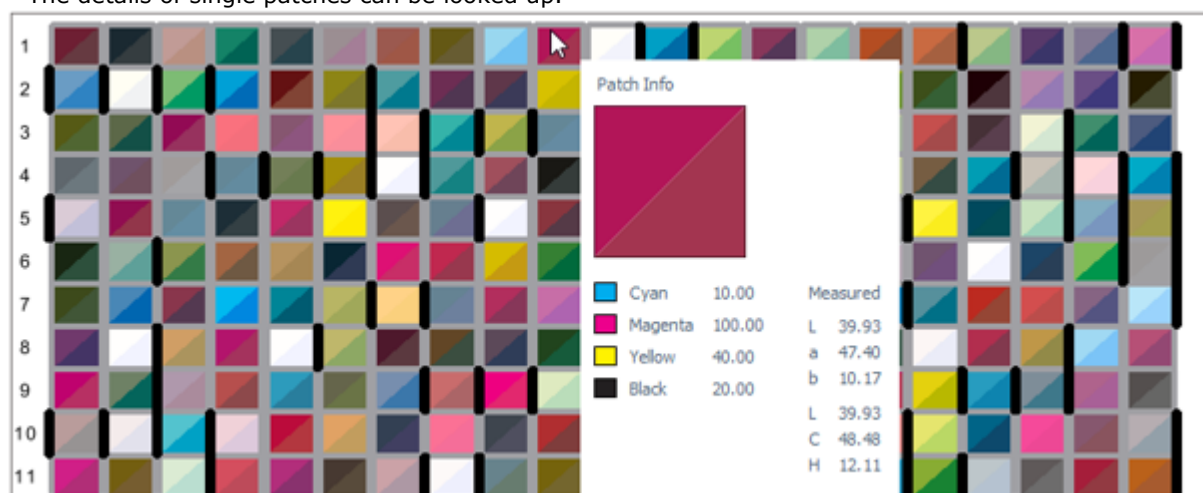 The details of single patches can be looked up.
1
2
Patch Info
3
4
5
6
7
Cyan 10.00 Measured
Magenta 100.00 L 39.93
8
Yellow 40.00 a 47.40
Black 20.00 b 10.17
9
L 39.93
10
C 48.48
H 12.11
11